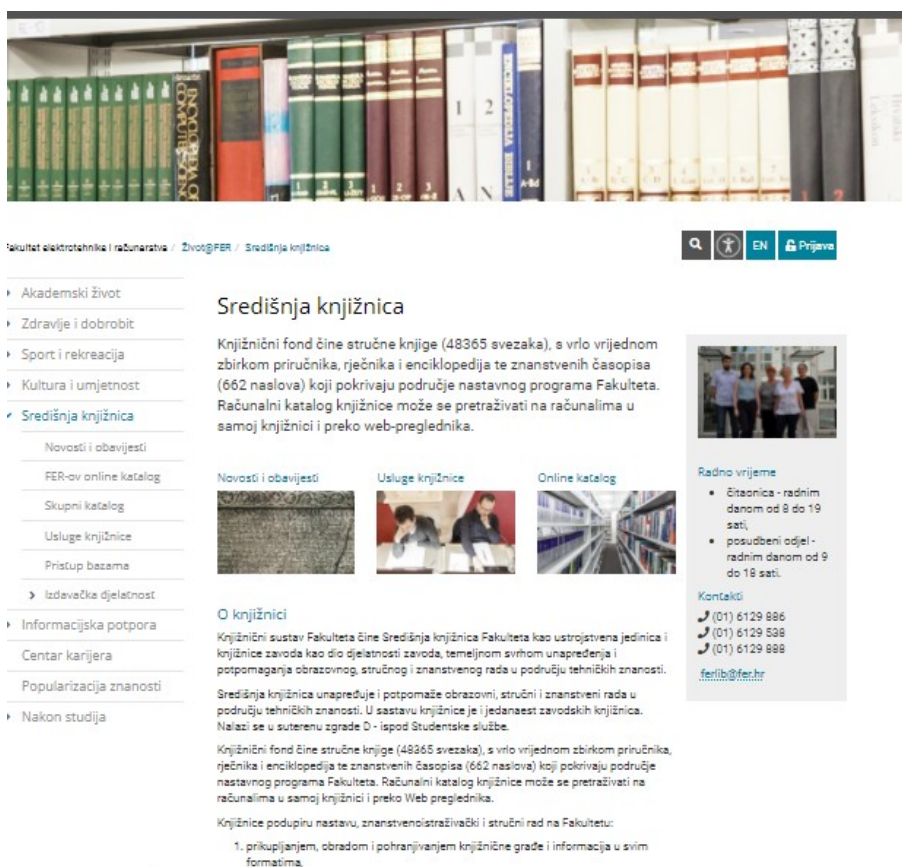 Fakultet elektrotehnike i računarstva / Život@FER / Središnja knjižnica
EN
Prijava
Akademski život
Zdravlje i dobrobit
Sport i rekreacija
Kultura i umjetnost
Središnja knjižnica
Novosti i obavijesti
FER-ov online katalog
Skupni katalog
Usluge knjižnice
Pristup bazama
Izdavačka djelatnost
Informacijska potpora
Centar karijera
Popularizacija znanosti
Nakon studija
Središnja knjižnica
Knjižnični fond čine stručne knjige (48365 svezaka), s vrlo vrijednom
zbirkom priručnika, rječnika i enciklopedija te znanstvenih časopisa
(662 naslova) koji pokrivaju područje nastavnog programa Fakulteta.
Računalni katalog knjižnice može se pretraživati na računalima u
samoj knjižnici i preko web-preglednika.
Novosti i obavijesti
Usluge knjižnice
Online katalog
O knjižnici
Knjižnični sustav Fakulteta čine Središnja knjižnica Fakulteta kao ustrojstvena jedinica i
knjižnice zavoda kao dio djelatnosti zavoda, temeljnom svrhom unapređenja i
potpomaganja obrazovnog, stručnog i znanstvenog rada u području tehničkih znanosti.
Središnja knjižnica unapređuje i potpomaže obrazovni, stručni i znanstveni rada u
području tehničkih znanosti. U sastavu knjižnice je i jedanaest zavodskih knjižnica.
Nalazi se u suterenu zgrade D - ispod Studentske službe.
Knjižnični fond čine stručne knjige (48365 svezaka), s vrlo vrijednom zbirkom priručnika,
rječnika i enciklopedija te znanstvenih časopisa (662 naslova) koji pokrivaju područje
nastavnog programa Fakulteta. Računalni katalog knjižnice može se pretraživati na
računalima u samoj knjižnici i preko Web preglednika.
Knjižnice podupiru nastavu, znanstvenoistraživački i stručni rad na Fakultetu:
1. prikupljanjem, obradom i pohranjivanjem knjižnične građe i informacija u svim
formatima,
Radno vrijeme
• čitaonica - radnim
danom od 8 do 19
sati,
• posudbeni odjel -
radnim danom od 9
do 18 sati.
Kontakti
(01) 6129 886
(01) 6129 538
(01) 6129 888
ferlib@fer.hr